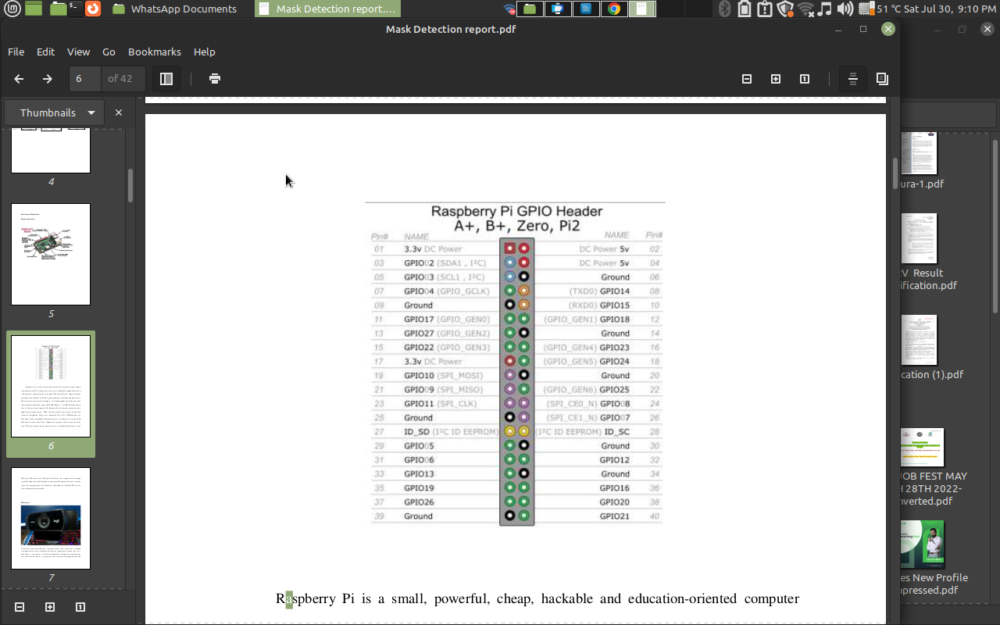 WhatsApp Documents
Mask Detection report....
51 °C Sat Jul 30, 9:10 PM
Mask Detection report.pdf
File Edit View Go Bookmarks Help
6 of 42
Thumbnails
4
5
6
7
Raspberry Pi GPIO Header
A+, B+, Zero, Pi2
Pin# NAME NAME Pin#
01 3.3v DC Power DC Power 5v 02
03 GPIO02 (SDA1 , I²C) DC Power 5v 04
05 GPIO03 (SCL1 , I²C) Ground 06
07 GPIO04 (GPIO_GCLK) (TXD0) GPIO14 08
09 Ground (RXD0) GPIO15 10
11 GPIO17 (GPIO_GEN0) (GPIO_GEN1) GPIO18 12
13 GPIO27 (GPIO_GEN2) Ground 14
15 GPIO22 (GPIO_GEN3) (GPIO_GEN4) GPIO23 16
17 3.3v DC Power (GPIO_GEN5) GPIO24 18
19 GPIO10 (SPI_MOSI) Ground 20
21 GPIO09 (SPI_MISO) (GPIO_GEN6) GPIO25 22
23 GPIO11 (SPI_CLK) (SPI_CE0_N) GPIO08 24
25 Ground (SPI_CE1_N) GPIO07 26
27 ID_SD (I²C ID EEPROM) (I²C ID EEPROM) ID_SC 28
29 GPIO05 Ground 30
31 GPIO06 GPIO12 32
33 GPIO13 Ground 34
35 GPIO19 GPIO16 36
37 GPIO26 GPIO20 38
39 Ground GPIO21 40
Raspberry Pi is a small, powerful, cheap, hackable and education-oriented computer
ura-1.pdf
V Result
ification.pdf
cation (1).pdf
JOB FEST MAY
H 28TH 2022-
nverted.pdf
es New Profile
mpressed.pdf